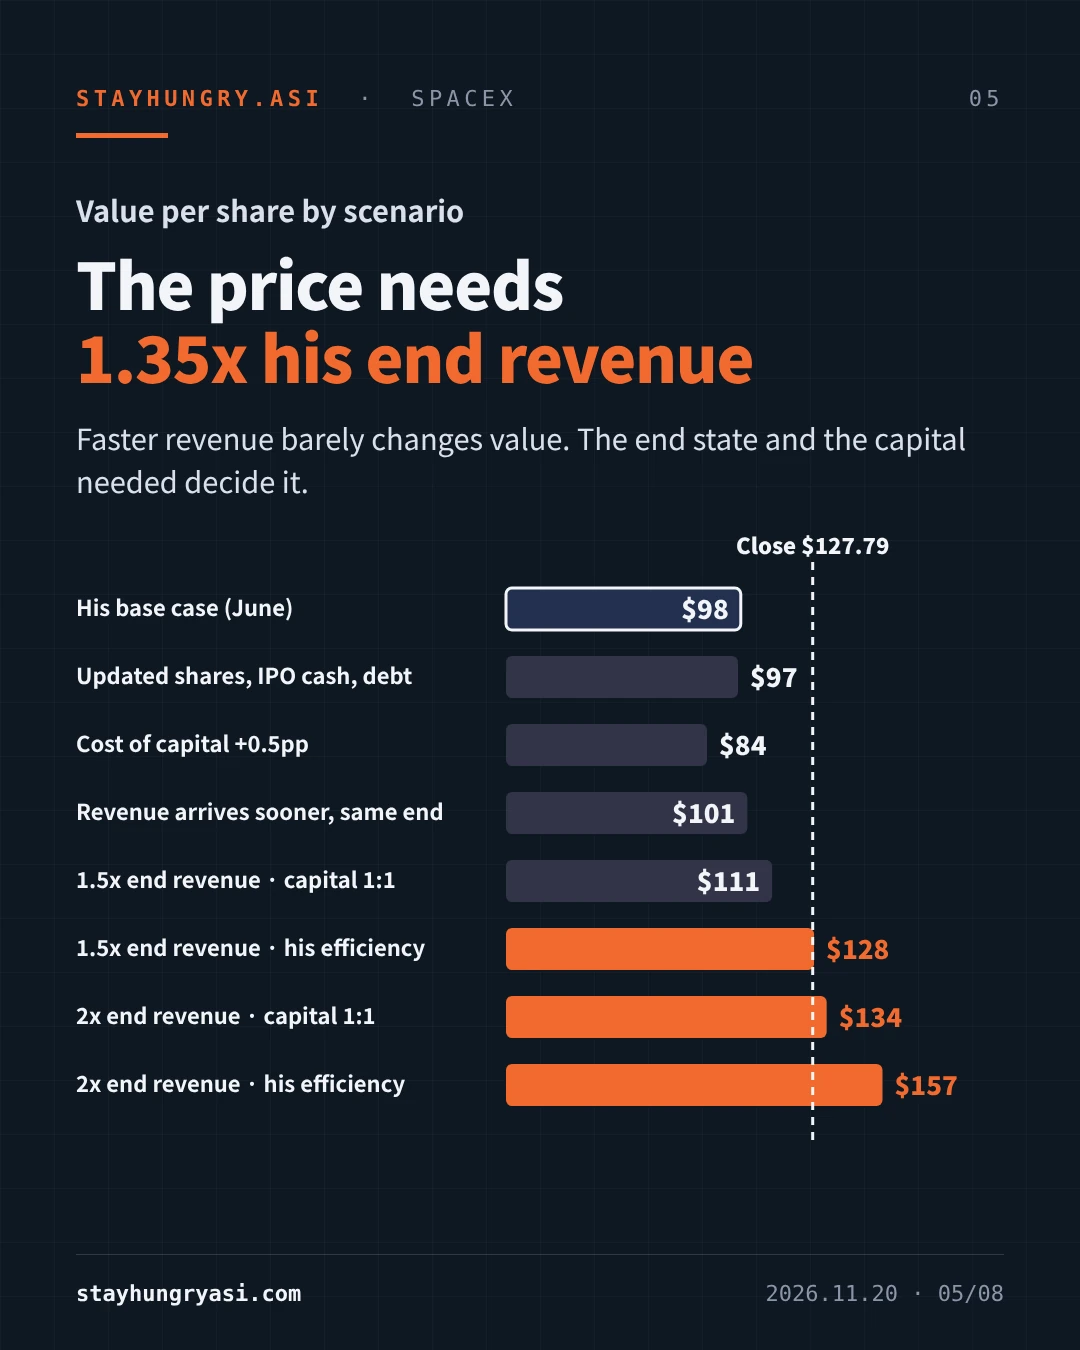 STAYHUNGRY.ASI · SPACEX 05
Value per share by scenario
The price needs
1.35x his end revenue
Faster revenue barely changes value. The end state and the capital
needed decide it.
Close $127.79
His base case (June) $98
Updated shares, IPO cash, debt $97
Cost of capital +0.5pp $84
Revenue arrives sooner, same end $101
1.5x end revenue · capital 1:1 $111
1.5x end revenue · his efficiency $128
2x end revenue · capital 1:1 $134
2x end revenue · his efficiency $157
stayhungryasi.com 2026.11.20 · 05/08